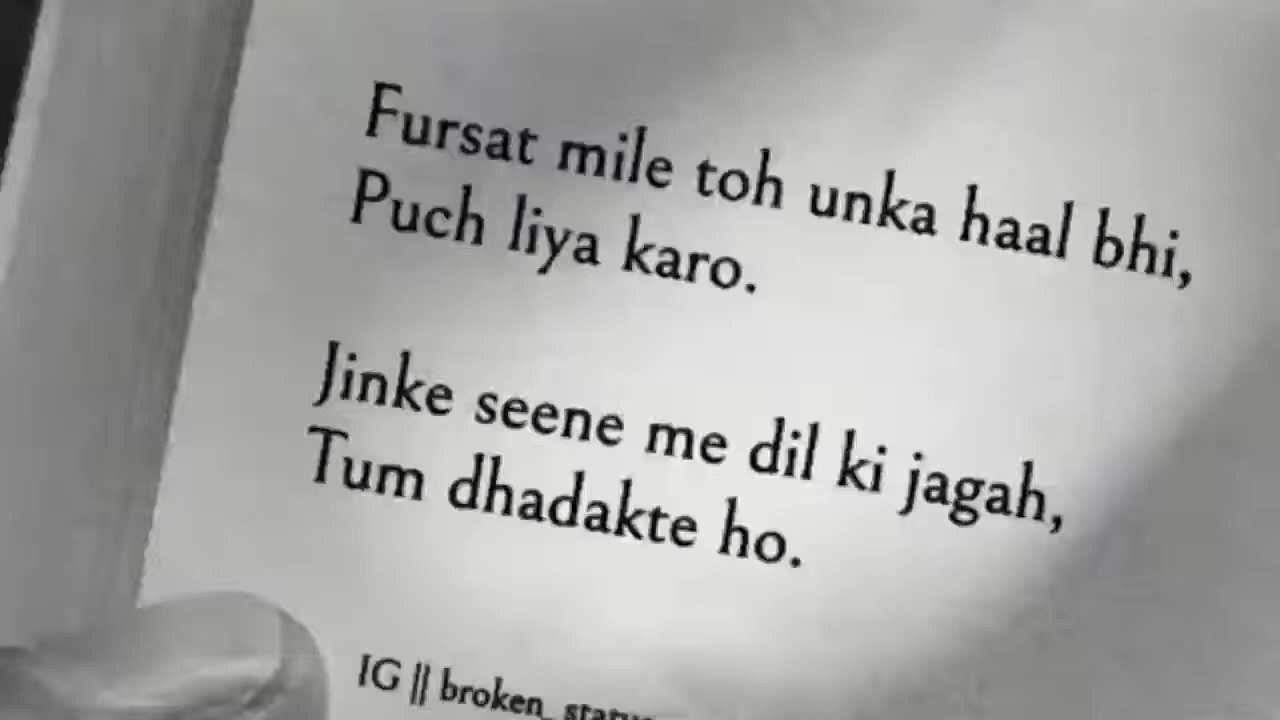 Fursat mile toh unka haal bhi,
Puch liya karo.
Jinke seene me dil ki jagah,
Tum dhadakte ho.
IG || broken_